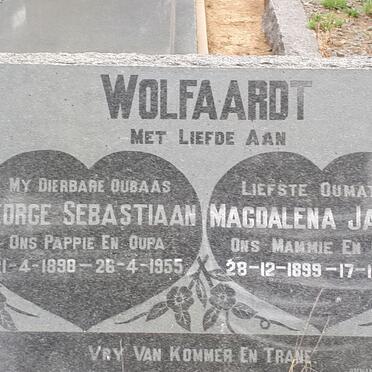 WOLFAARDT
MET LIEFDE AAN
MY DIERBARE OUBAAS
ORGE SEBASTIAAN
ONS PAPPIE EN OUPA
1-4-1898 - 26-4-1955
LIEFSTE OUMA
MAGDALENA JA
ONS MAMMIE EN
28-12-1899 - 17-1
VRY VAN KOMMER EN TRANE